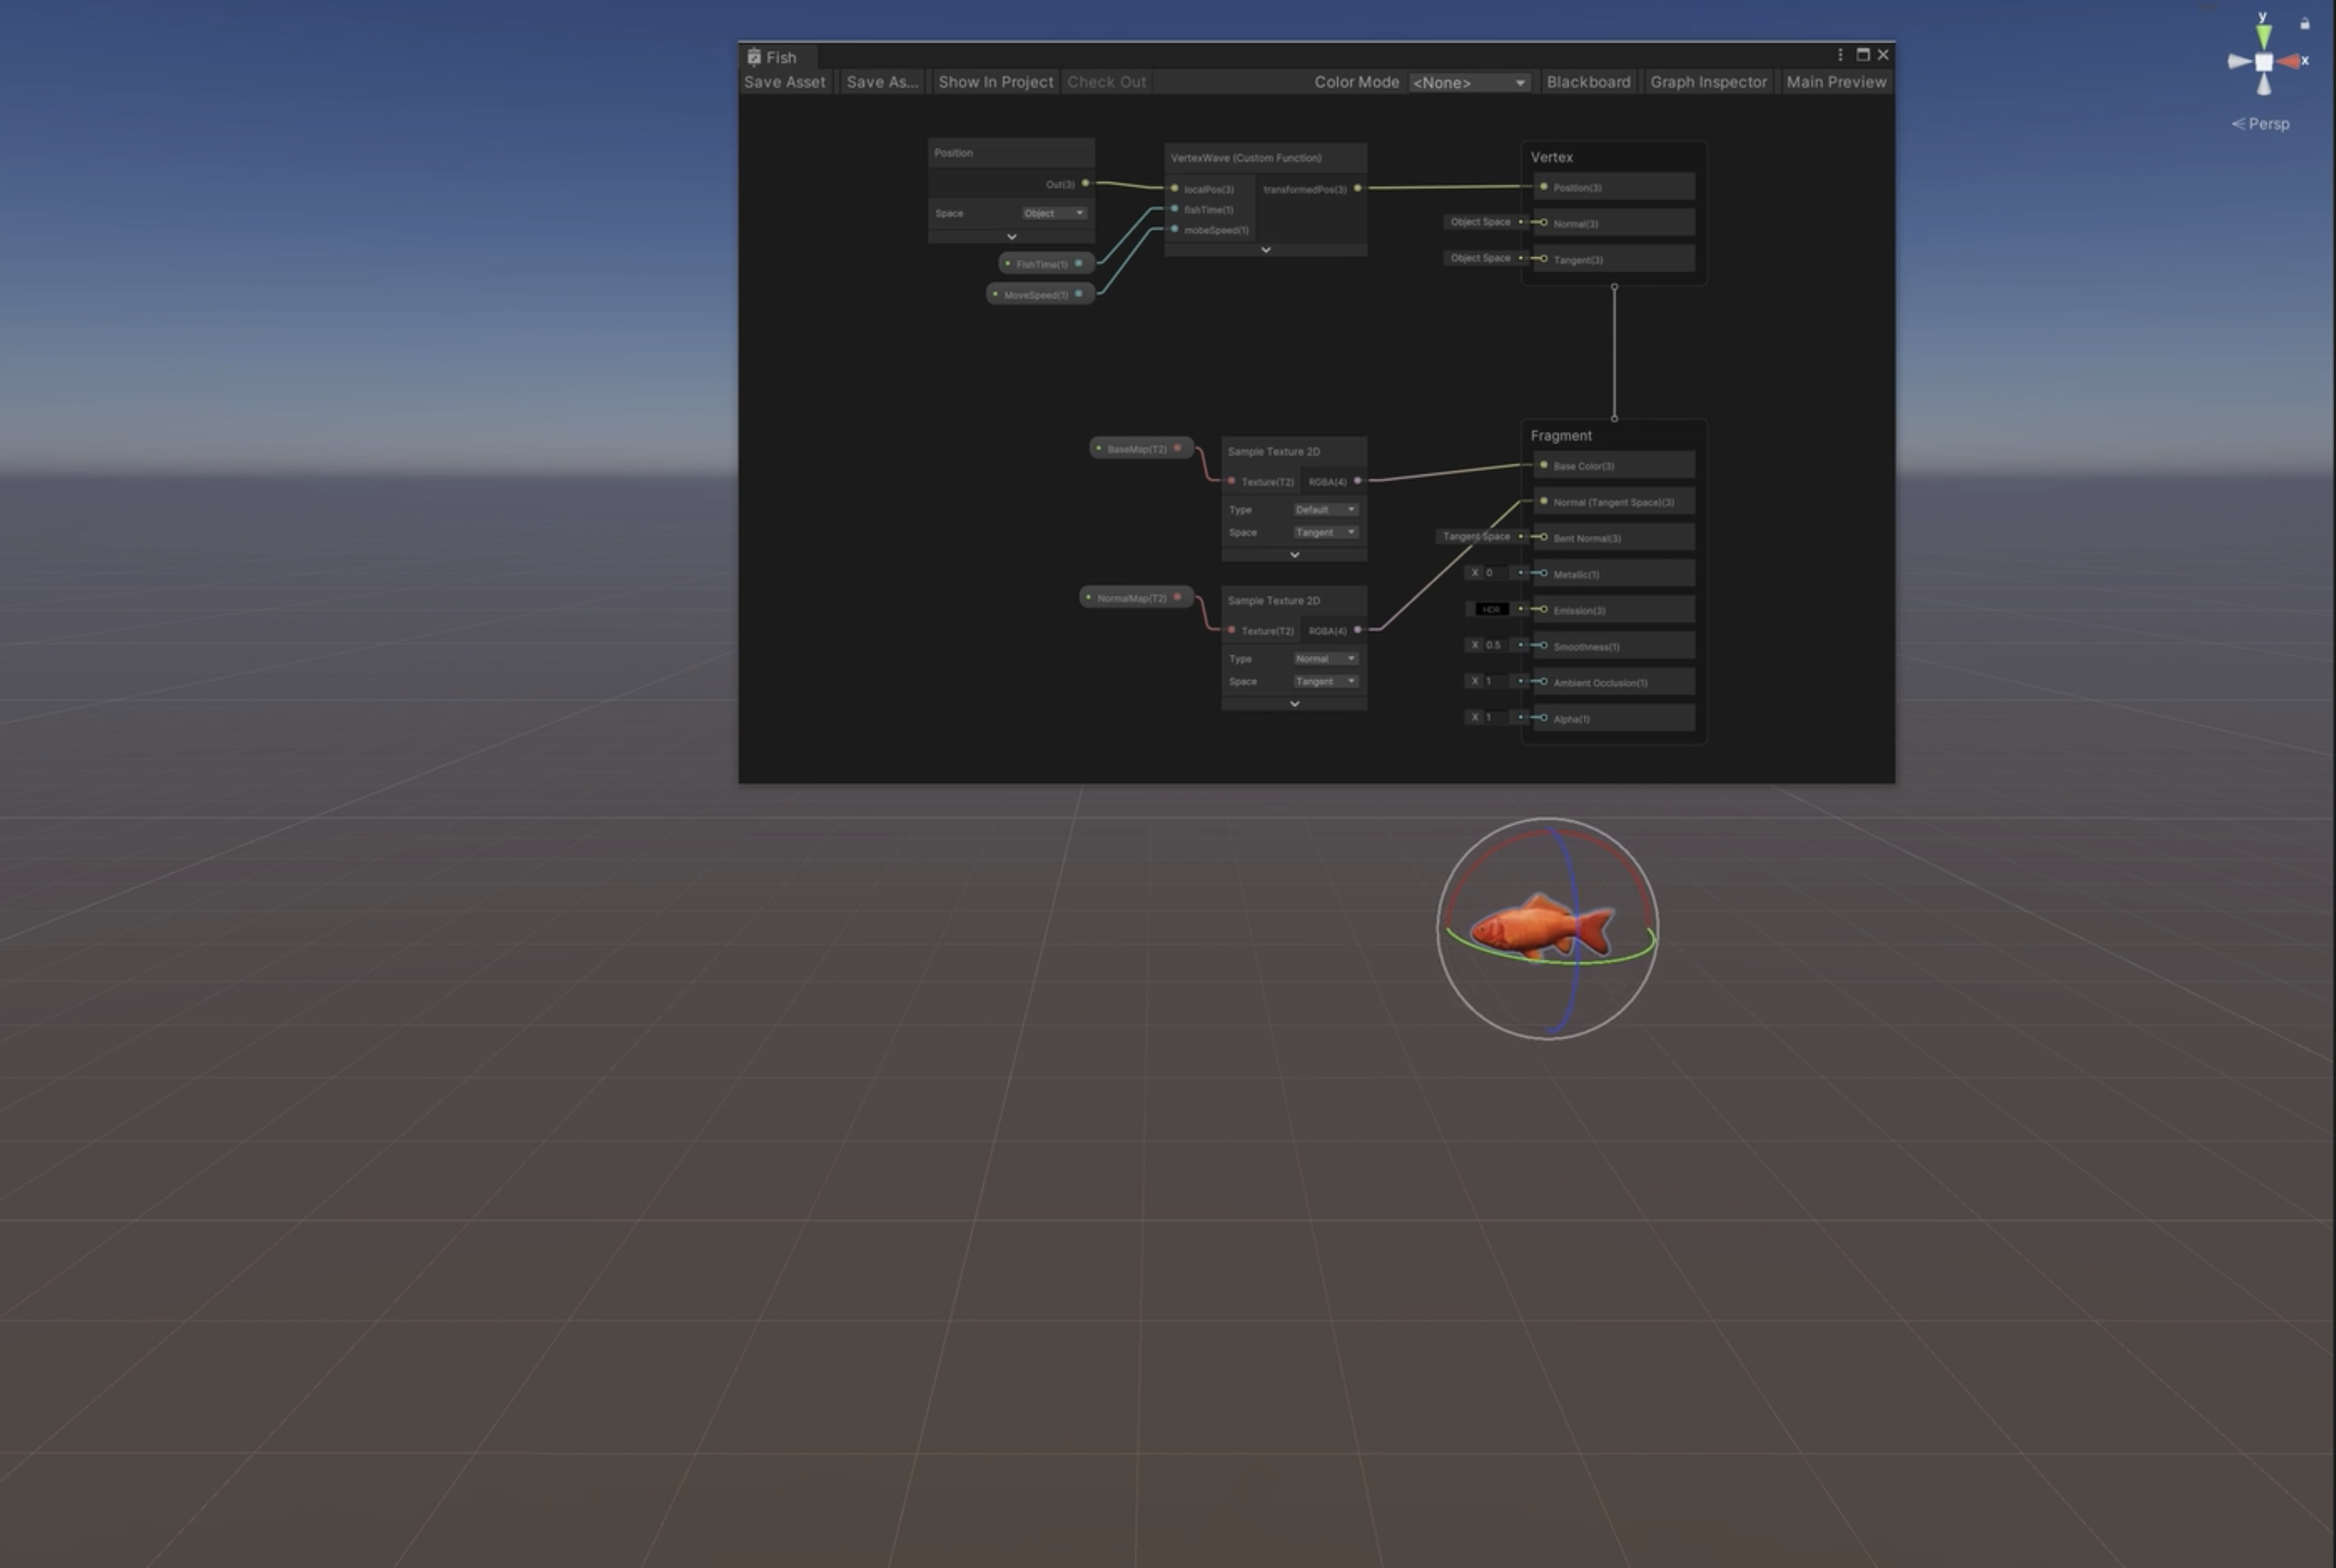 Fish
Save Asset Save As... Show In Project Check Out Color Mode <None> Blackboard Graph Inspector Main Preview
y
x
Persp
Position
Out(3)
Space Object
FishTime(1)
MoveSpeed(1)
VertexWave (Custom Function)
localPos(3) transformedPos(3)
fishTime(1)
mobeSpeed(1)
Vertex
Position(3)
Object Space Normal(3)
Object Space Tangent(3)
BaseMap(T2)
Sample Texture 2D
Texture(T2) RGBA(4)
Type Default
Space Tangent
NormalMap(T2)
Sample Texture 2D
Texture(T2) RGBA(4)
Type Normal
Space Tangent
Fragment
Base Color(3)
Normal (Tangent Space)(3)
Tangent Space Bent Normal(3)
X 0 Metallic(1)
HDR Emission(3)
X 0.5 Smoothness(1)
X 1 Ambient Occlusion(1)
X 1 Alpha(1)